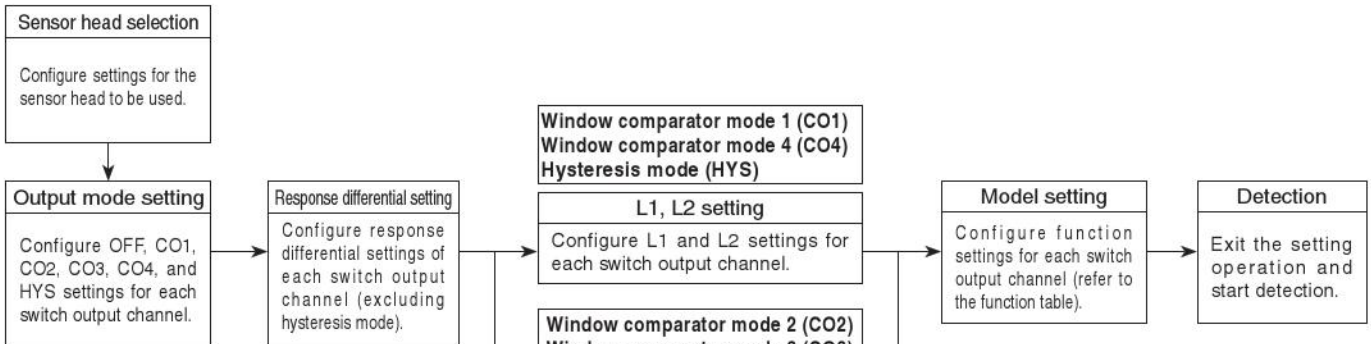 Sensor head selection
Configure settings for the
sensor head to be used.
Output mode setting
Configure OFF, CO1,
CO2, CO3, CO4, and
HYS settings for each
switch output channel.
Response differential setting
Configure response
differential settings of
each switch output
channel (excluding
hysteresis mode).
Window comparator mode 1 (CO1)
Window comparator mode 4 (CO4)
Hysteresis mode (HYS)
L1, L2 setting
Configure L1 and L2 settings for
each switch output channel.
Window comparator mode 2 (CO2)
Model setting
Configure function
settings for each switch
output channel (refer to
the function table).
Detection
Exit the setting
operation and
start detection.